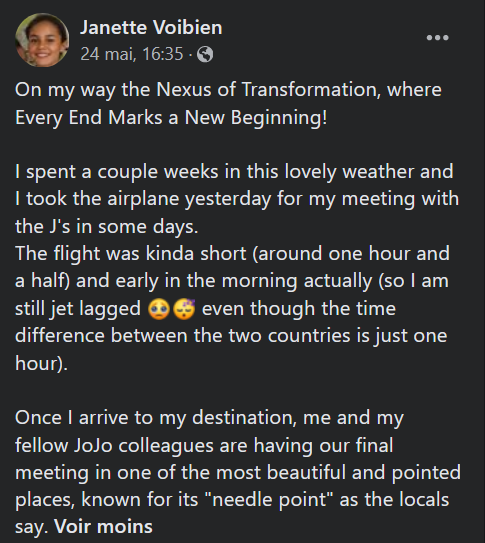 Janette Voibien
24 mai, 16:35 ·
On my way the Nexus of Transformation, where
Every End Marks a New Beginning!
I spent a couple weeks in this lovely weather and
I took the airplane yesterday for my meeting with
the J's in some days.
The flight was kinda short (around one hour and
a half) and early in the morning actually (so I am
still jet lagged 🥹😴 even though the time
difference between the two countries is just one
hour).
Once I arrive to my destination, me and my
fellow JoJo colleagues are having our final
meeting in one of the most beautiful and pointed
places, known for its "needle point" as the locals
say. Voir moins